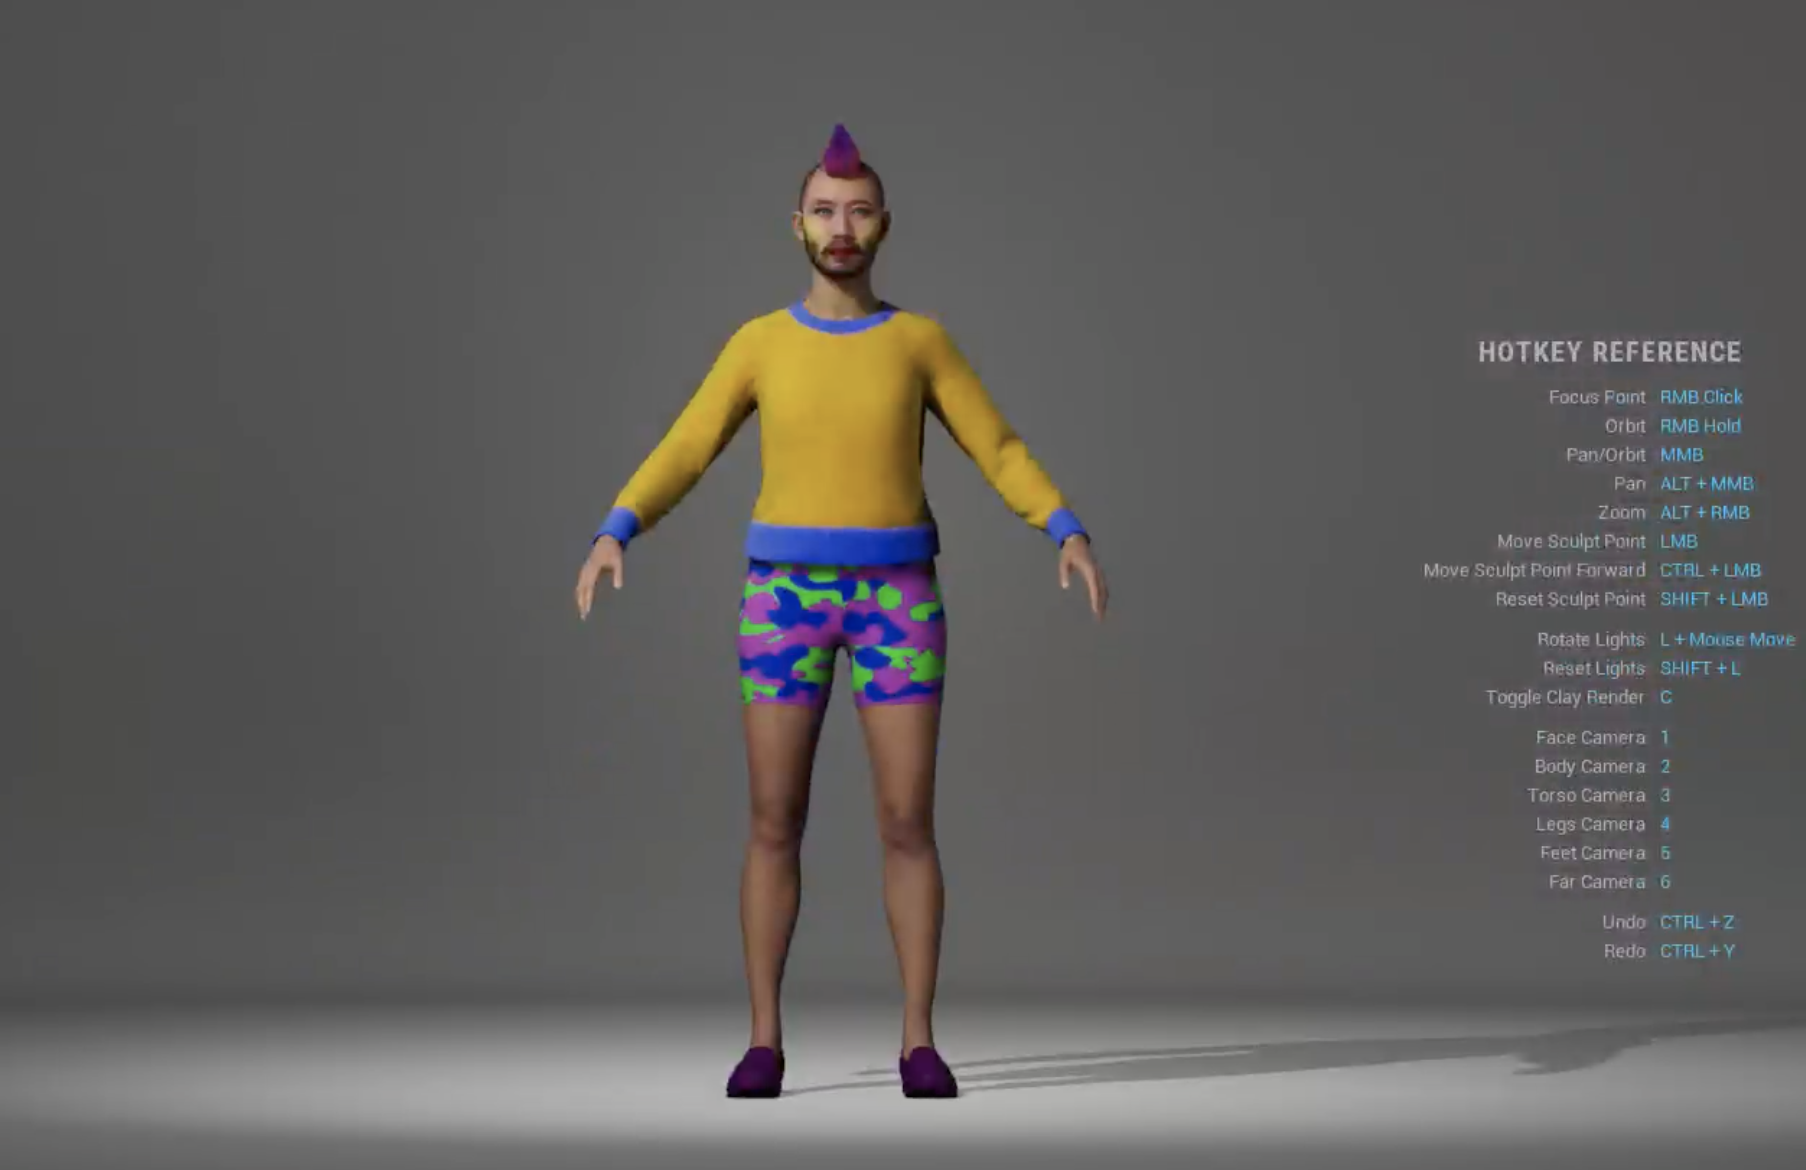 HOTKEY REFERENCE
Focus Point RMB Click
Orbit RMB Hold
Pan/Orbit MMB
Pan ALT + MMB
Zoom ALT + RMB
Move Sculpt Point LMB
Move Sculpt Point Forward CTRL + LMB
Reset Sculpt Point SHIFT + LMB
Rotate Lights L + Mouse Move
Reset Lights SHIFT + L
Toggle Clay Render C
Face Camera 1
Body Camera 2
Torso Camera 3
Legs Camera 4
Feet Camera 5
Far Camera 6
Undo CTRL + Z
Redo CTRL + Y